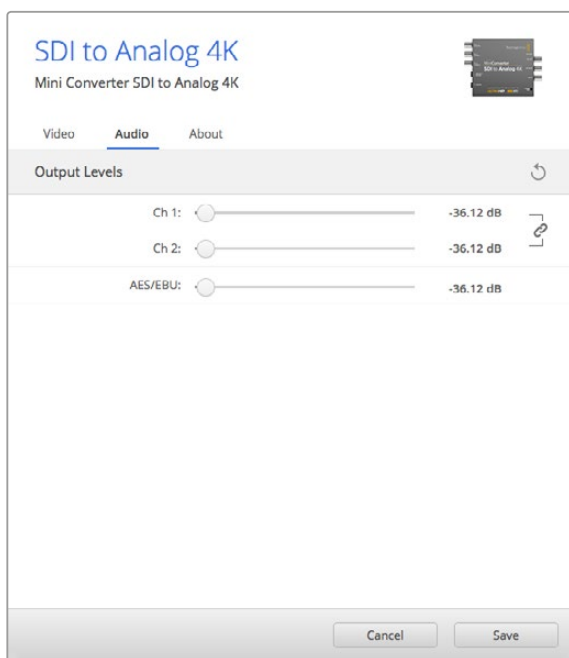 SDI to Analog 4K
Mini Converter SDI to Analog 4K
Video Audio About
Output Levels
Ch 1: -36.12 dB
Ch 2: -36.12 dB
AES/EBU: -36.12 dB
Cancel Save